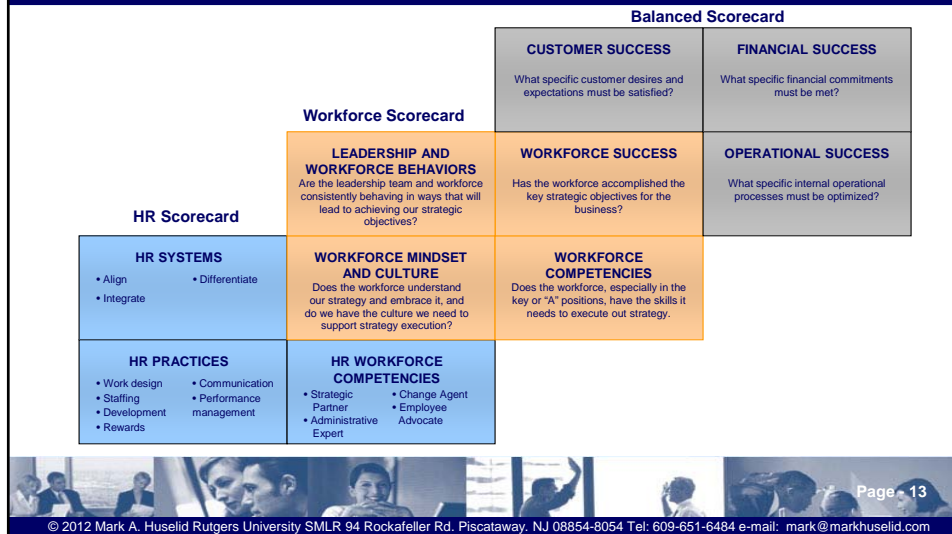 Balanced Scorecard
CUSTOMER SUCCESS
What specific customer desires and
expectations must be satisfied?
FINANCIAL SUCCESS
What specific financial commitments
must be met?
Workforce Scorecard
LEADERSHIP AND
WORKFORCE BEHAVIORS
Are the leadership team and workforce
consistently behaving in ways that will
lead to achieving our strategic
objectives?
WORKFORCE SUCCESS
Has the workforce accomplished the
key strategic objectives for the
business?
OPERATIONAL SUCCESS
What specific internal operational
processes must be optimized?
HR Scorecard
HR SYSTEMS
• Align
• Integrate
• Differentiate
WORKFORCE MINDSET
AND CULTURE
Does the workforce understand
our strategy and embrace it, and
do we have the culture we need to
support strategy execution?
WORKFORCE
COMPETENCIES
Does the workforce, especially in the
key or “A” positions, have the skills it
needs to execute out strategy.
HR PRACTICES
• Work design
• Staffing
• Development
• Rewards
• Communication
• Performance
management
HR WORKFORCE
COMPETENCIES
• Strategic
Partner
• Administrative
Expert
• Change Agent
• Employee
Advocate
Page - 13
© 2012 Mark A. Huselid Rutgers University SMLR 94 Rockafeller Rd. Piscataway. NJ 08854-8054 Tel: 609-651-6484 e-mail: mark@markhuselid.com